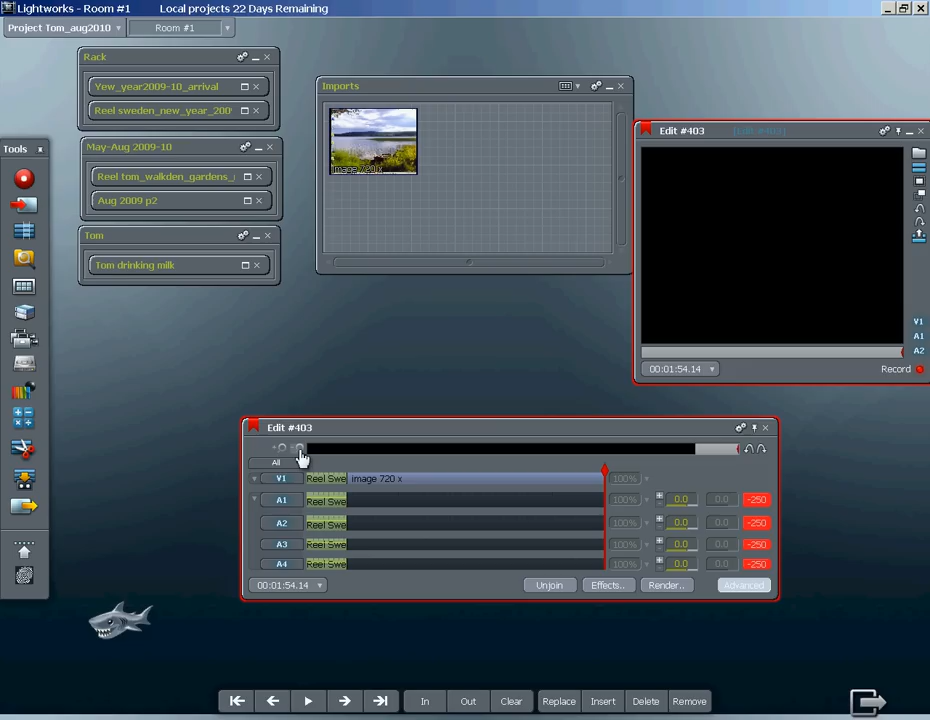 Lightworks - Room #1 Local projects 22 Days Remaining
Project Tom_aug2010
Room #1
Rack
Yew_year2009-10_arrival
Reel sweden_new_year_200
May-Aug 2009-10
Reel tom_walkden_gardens_
Aug 2009 p2
Tom
Tom drinking milk
Tools
Imports
image 720 x
Edit #403 [Edit #403]
V1
A1
A2
00:01:54.14
Record
Edit #403
All
V1 Reel Swe image 720 x 100%
A1 Reel Swe 100% 0.0 0.0 -250
A2 Reel Swe 100% 0.0 0.0 -250
A3 Reel Swe 100% 0.0 0.0 -250
A4 Reel Swe 100% 0.0 0.0 -250
00:01:54.14 Unjoin Effects.. Render.. Advanced
In Out Clear Replace Insert Delete Remove